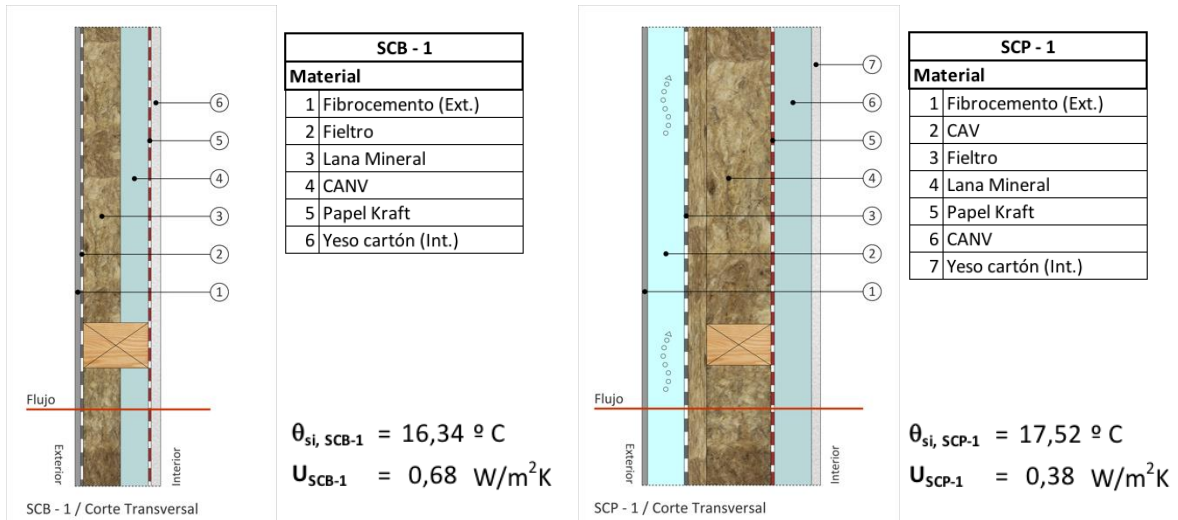 6
5
4
3
2
1
Flujo
Exterior
Interior
SCB - 1 / Corte Transversal
SCB - 1
Material
1 Fibrocemento (Ext.)
2 Fieltro
3 Lana Mineral
4 CANV
5 Papel Kraft
6 Yeso cartón (Int.)
θsi, SCB-1 = 16,34 º C
USCB-1 = 0,68 W/m²K
7
6
5
4
3
2
1
Flujo
Exterior
Interior
SCP - 1 / Corte Transversal
SCP - 1
Material
1 Fibrocemento (Ext.)
2 CAV
3 Fieltro
4 Lana Mineral
5 Papel Kraft
6 CANV
7 Yeso cartón (Int.)
θsi, SCP-1 = 17,52 º C
USCP-1 = 0,38 W/m²K